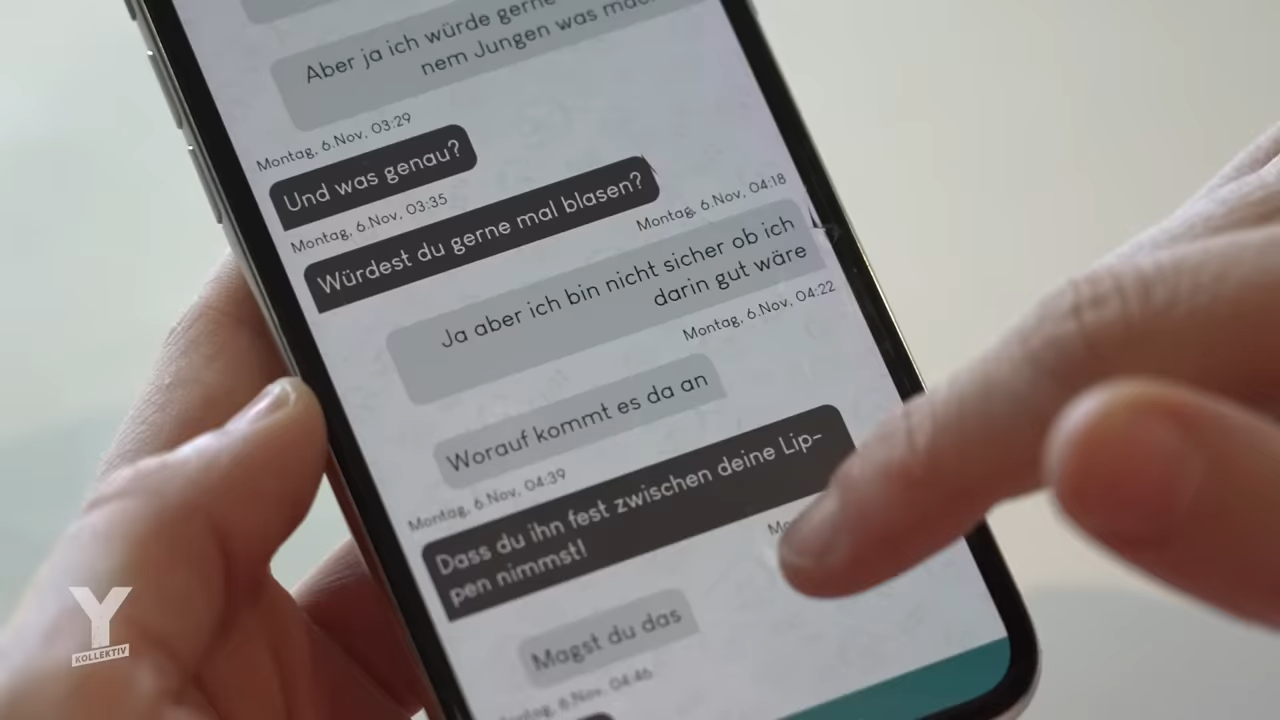 Aber ja ich würde gerne
nem Jungen was
Montag, 6.Nov, 03:29
Und was genau?
Montag, 6.Nov, 03:35
Würdest du gerne mal blasen?
Montag, 6.Nov, 04:18
Ja aber ich bin nicht sicher ob ich
darin gut wäre
Montag, 6.Nov, 04:22
Worauf kommt es da an
Montag, 6.Nov, 04:39
Dass du ihn fest zwischen deine Lip-
pen nimmst!
Magst du das
6.Nov, 04:46
Y
KOLLEKTIV